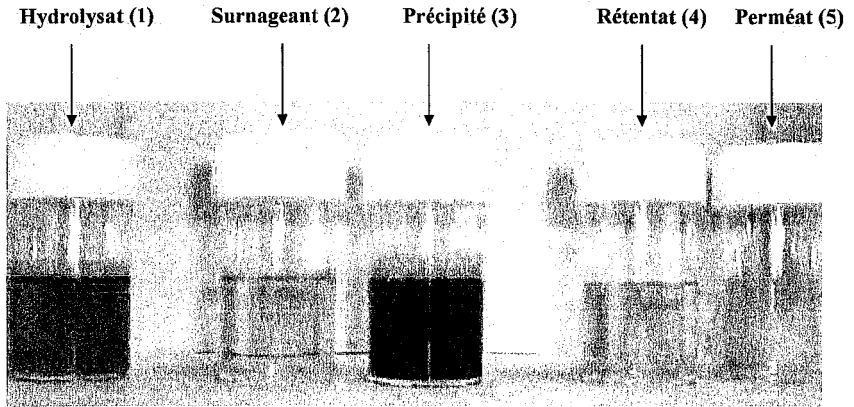 Hydrolysat (1) Surnageant (2) Précipité (3) Rétentat (4) Perméat (5)